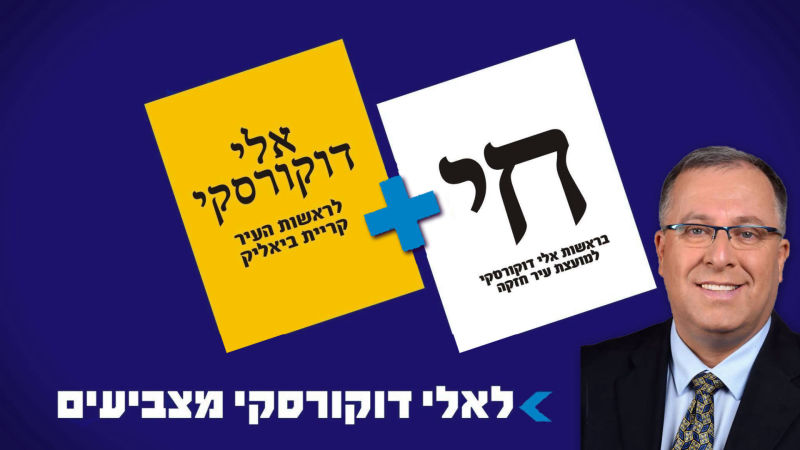 אלי
דוקורסקי
לראשות העיר
קריית ביאליק
חי
בראשות אלי דוקורסקי
למועצת עיר חזקה
לאלי דוקורסקי מצביעים